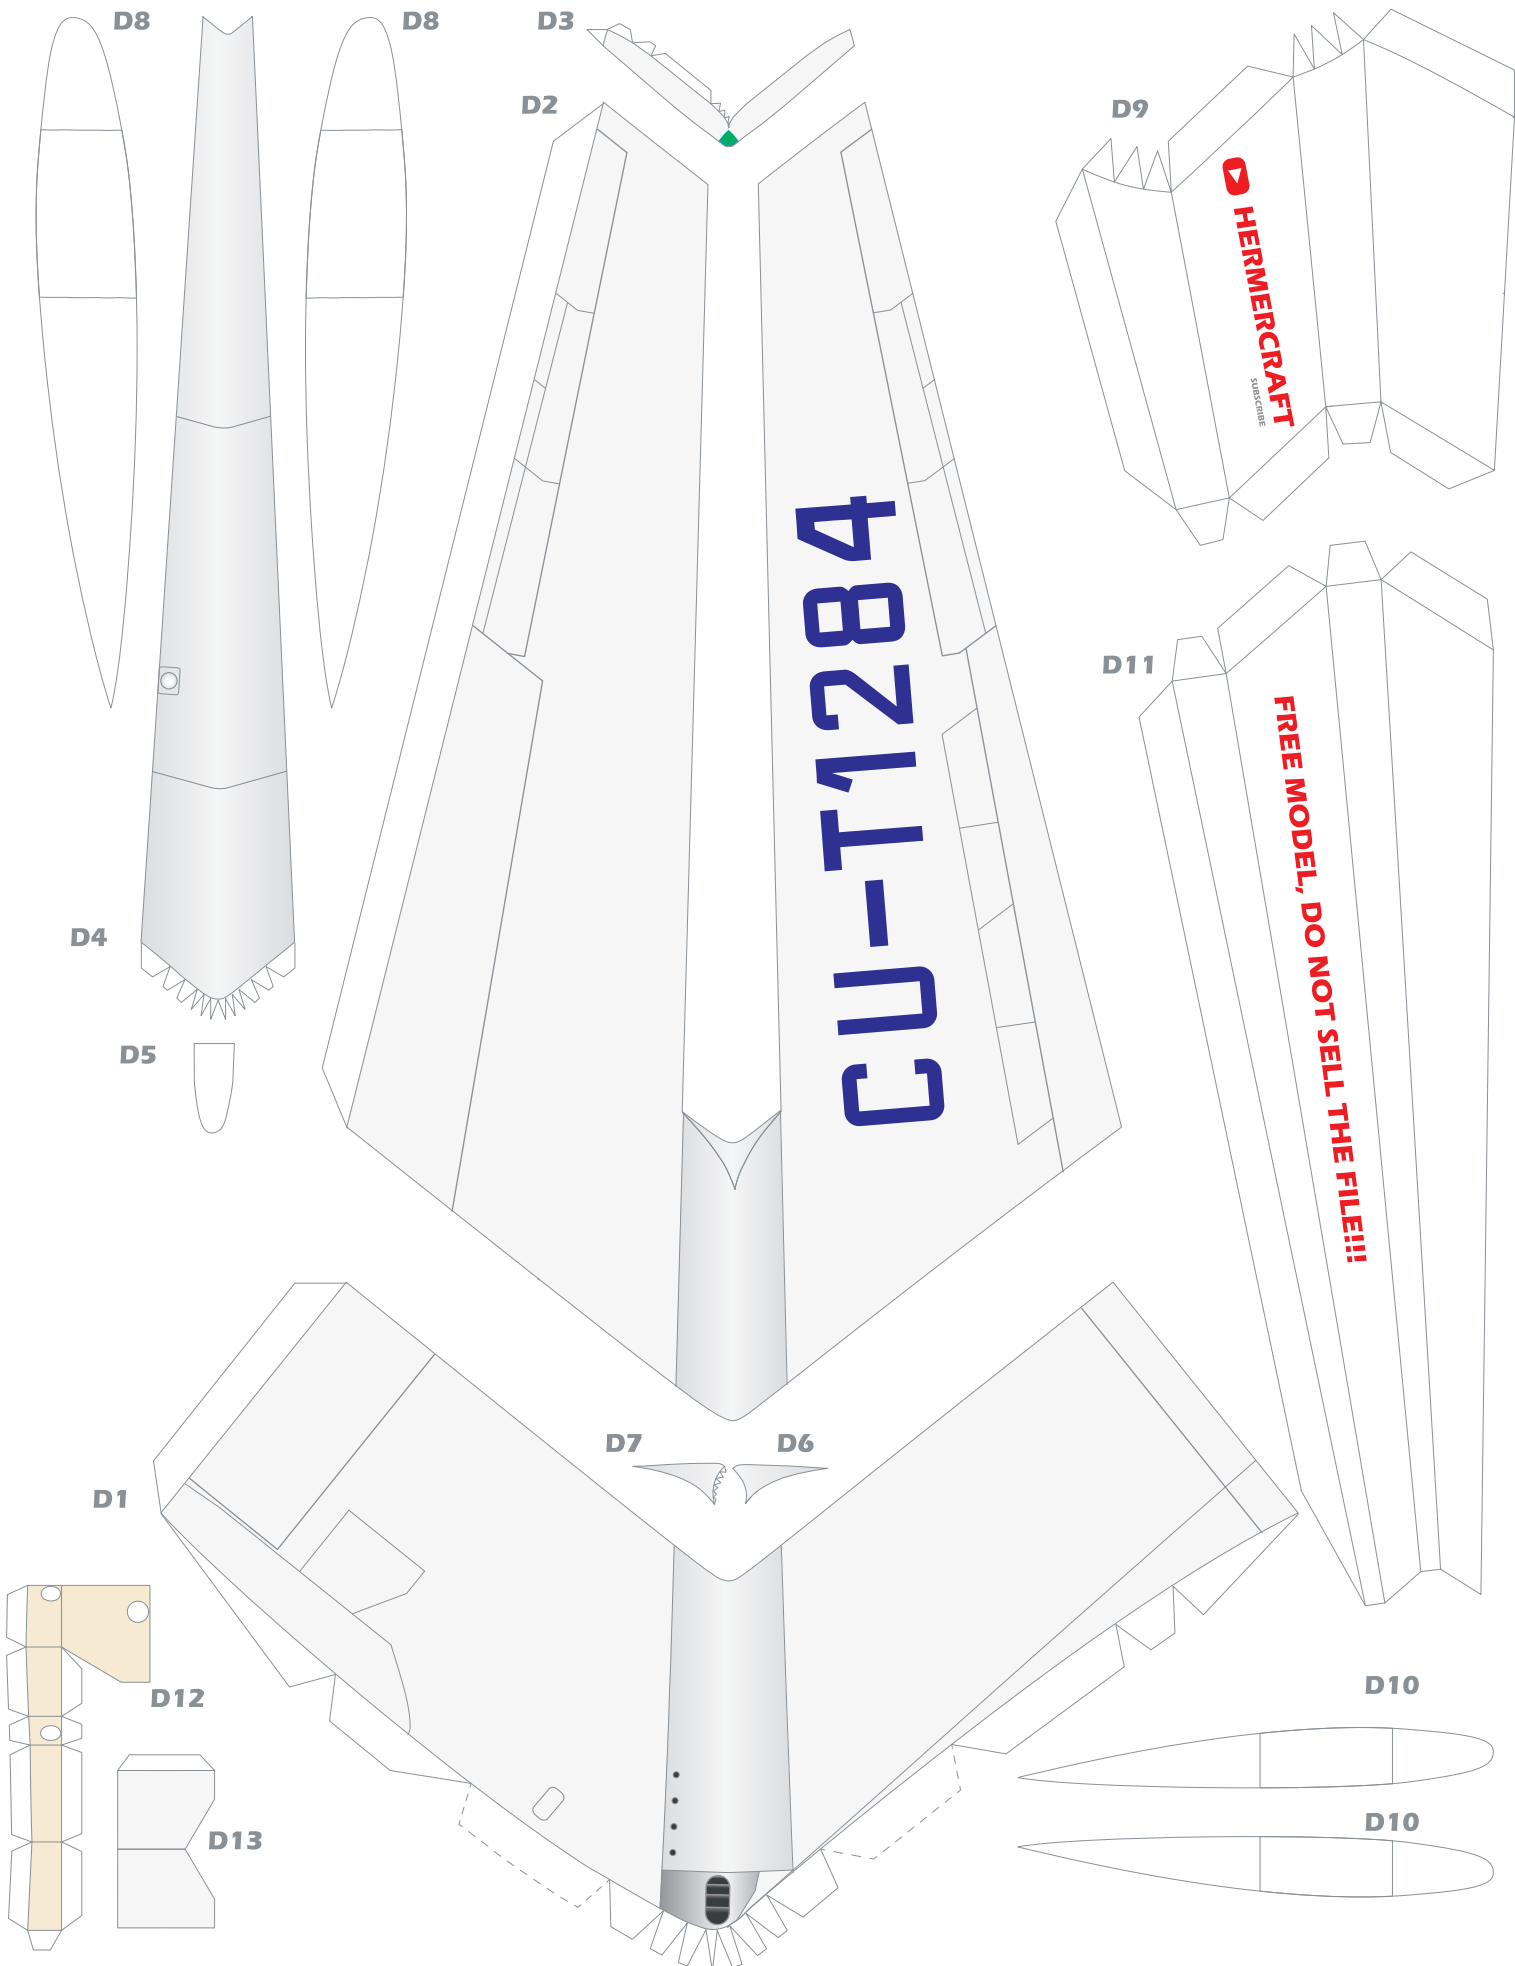 D8
D8
D3
D2
D9
HERMERCRAFT
SUBSCRIBE
CU-T1284
D11
FREE MODEL, DO NOT SELL THE FILE!!!
D4
D5
D7
D6
D1
D12
D13
D10
D10